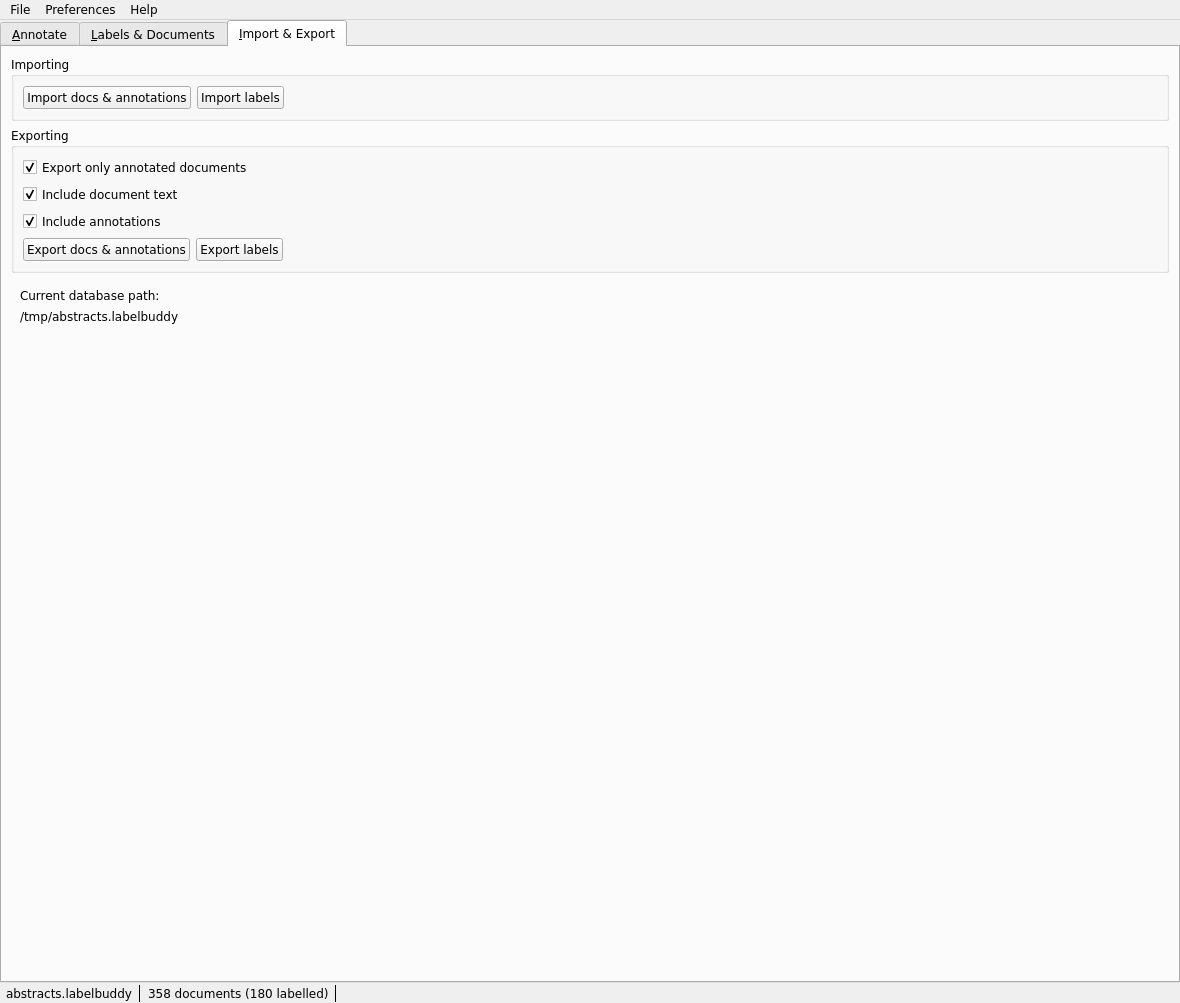 File Preferences Help
Annotate Labels & Documents Import & Export
Importing
Import docs & annotations Import labels
Exporting
Export only annotated documents
Include document text
Include annotations
Export docs & annotations Export labels
Current database path:
/tmp/abstracts.labelbuddy
abstracts.labelbuddy 358 documents (180 labelled)